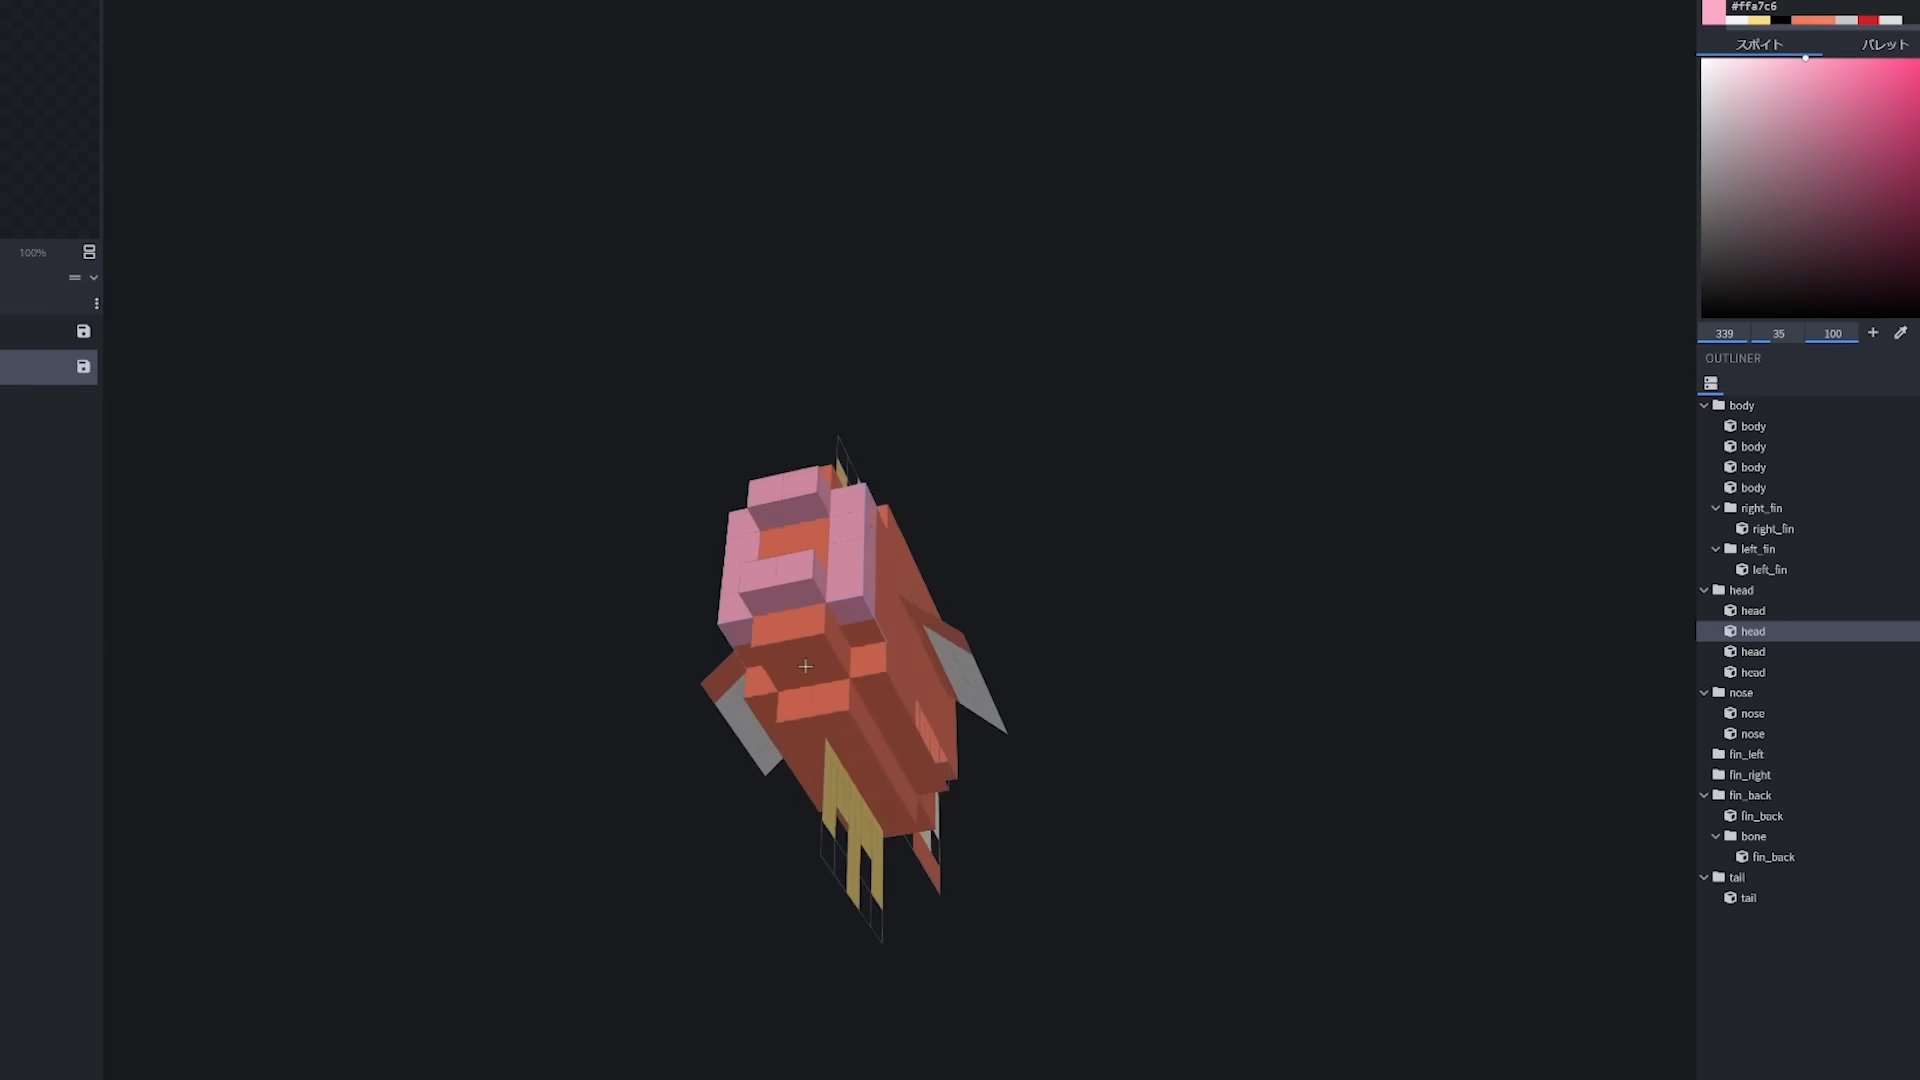 #ffa7c6
スポイト
パレット
100%
339
35
100
OUTLINER
body
body
body
body
body
right_fin
right_fin
left_fin
left_fin
head
head
head
head
head
nose
nose
nose
fin_left
fin_right
fin_back
fin_back
bone
fin_back
tail
tail